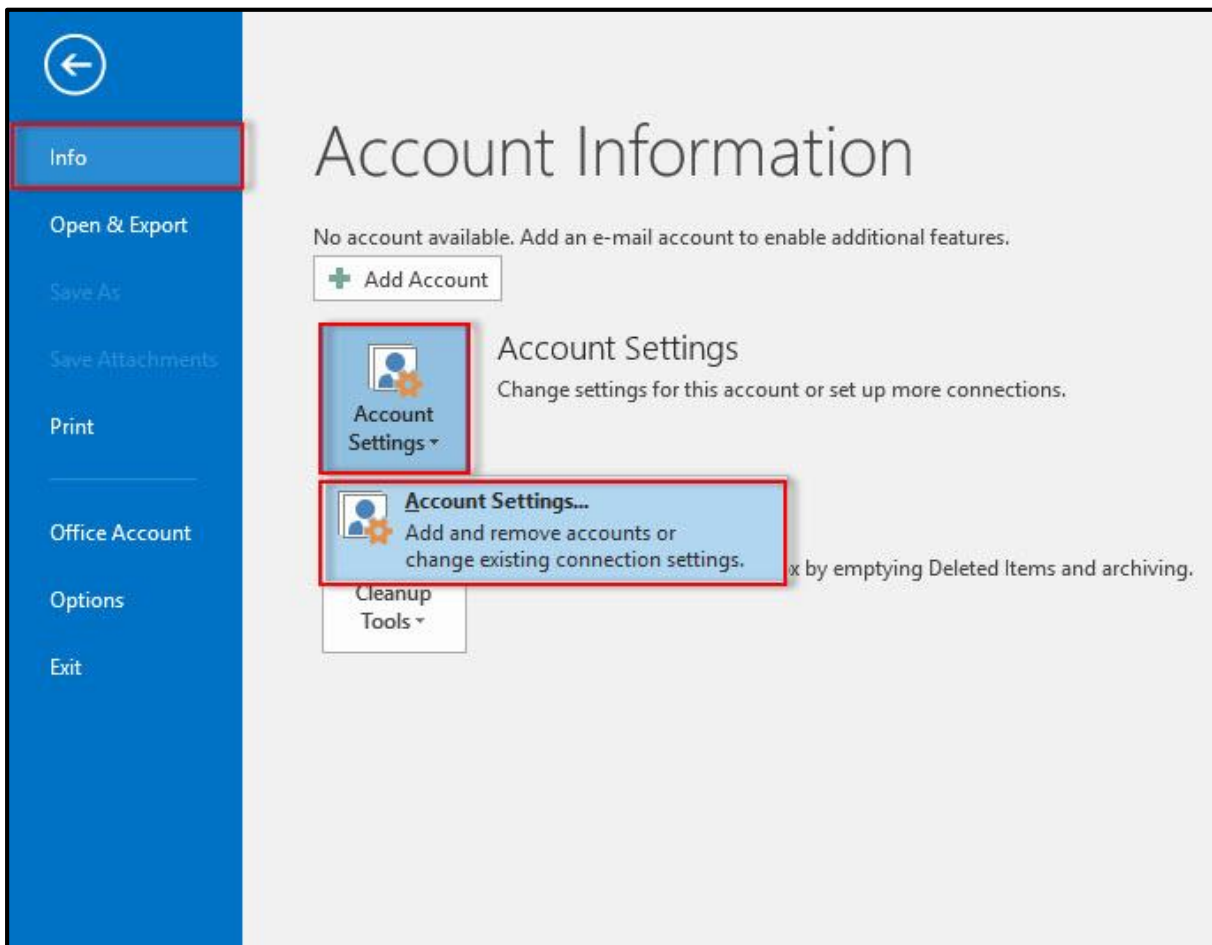 Info
Open & Export
Save As
Save Attachments
Print
Office Account
Options
Exit
Account Information
No account available. Add an e-mail account to enable additional features.
Add Account
Account
Settings
Account Settings
Change settings for this account or set up more connections.
Account Settings...
Add and remove accounts or
change existing connection settings.
by emptying Deleted Items and archiving.
Cleanup
Tools